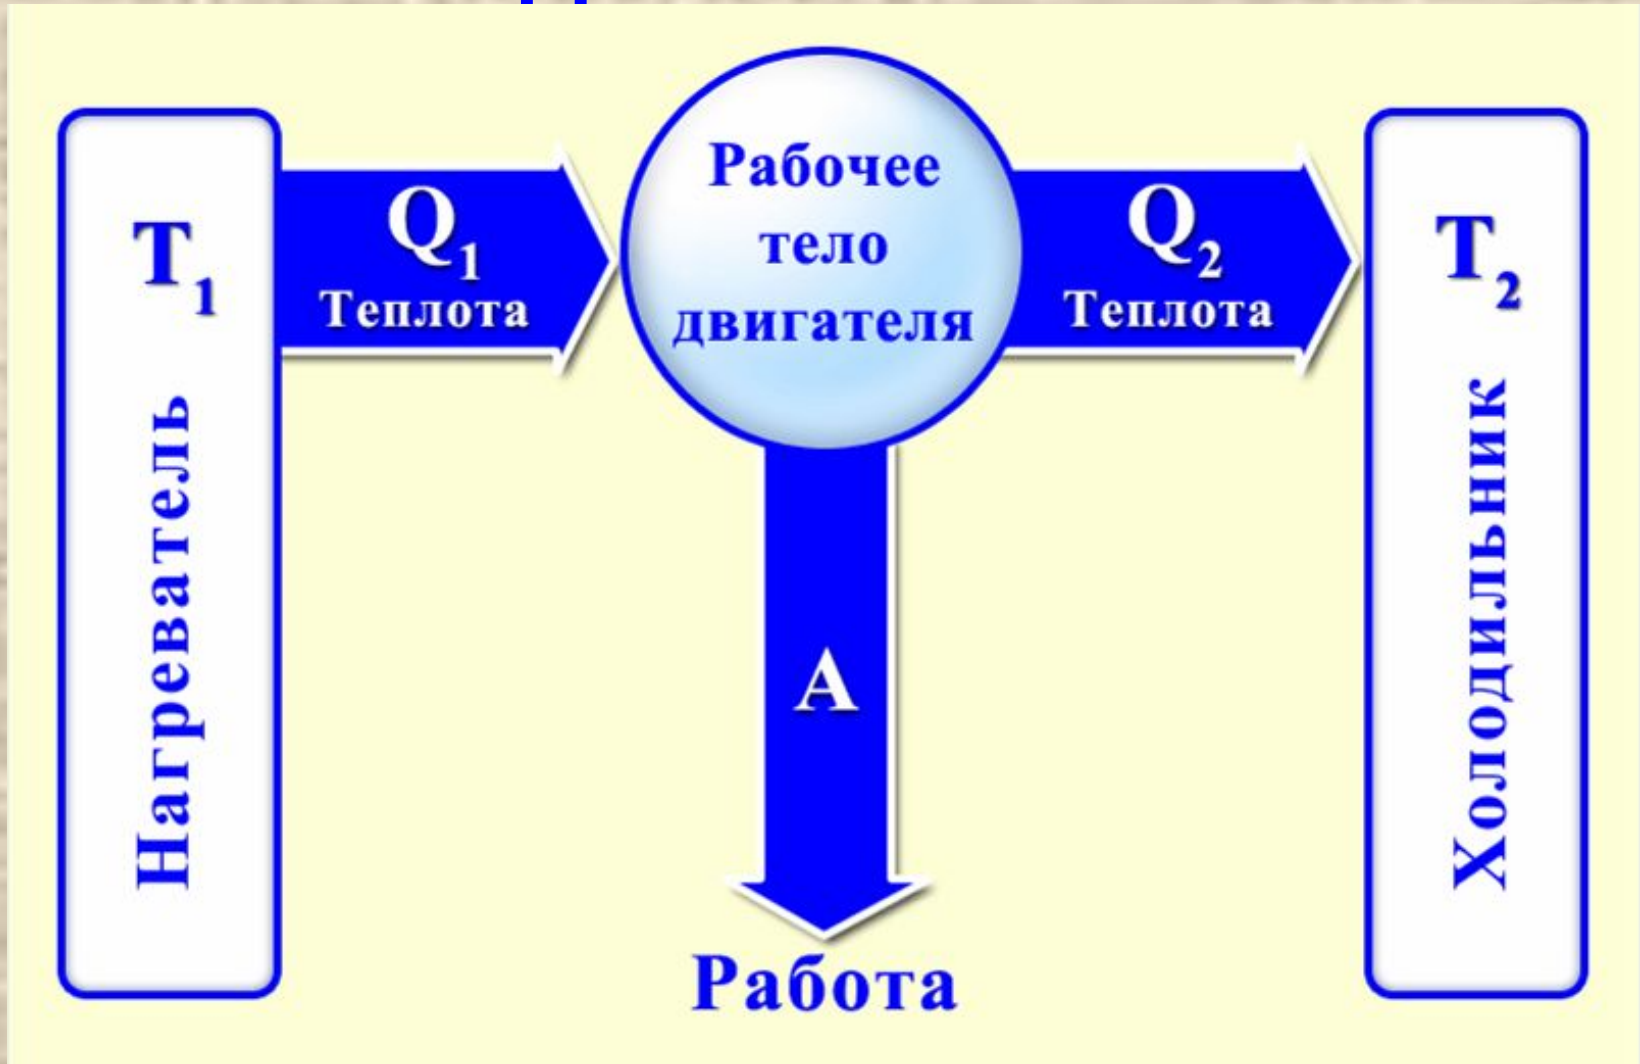 T₁
Нагреватель
Q₁
Теплота
Рабочее
тело
двигателя
Q₂
Теплота
T₂
Холодильник
А
Работа